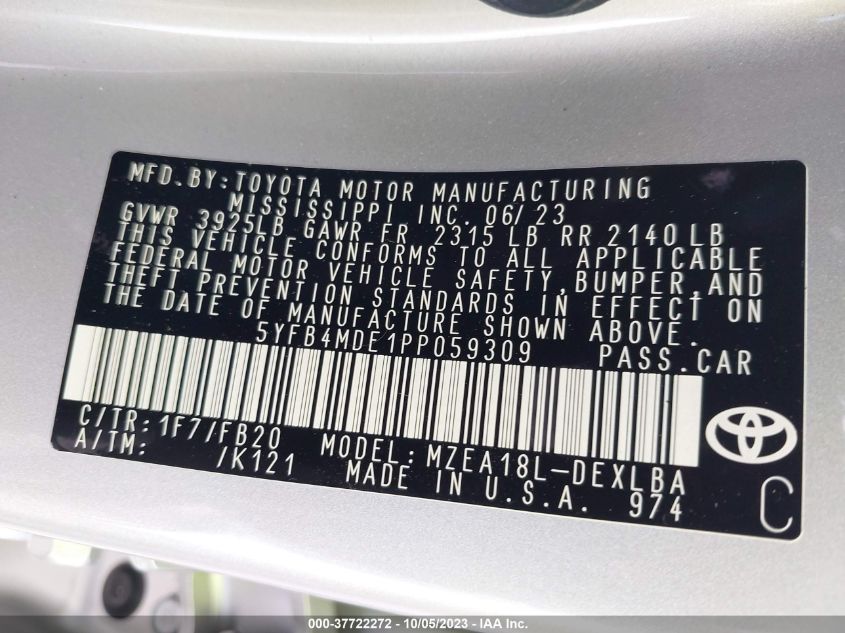 MFD.BY:TOYOTA MOTOR MANUFACTURING
MISSISSIPPI INC. 06/23
GVWR 3925LB GAWR FR 2315 LB RR 2140 LB
THIS VEHICLE CONFORMS TO ALL APPLICABLE
FEDERAL MOTOR VEHICLE SAFETY,BUMPER,AND
THEFT PREVENTION STANDARDS IN EFFECT ON
THE DATE OF MANUFACTURE SHOWN ABOVE.
5YFB4MDE1PP059309 PASS.CAR
C/TR:1F7/FB20 MODEL:MZEA18L-DEXLBA
A/TM: /K121 MADE IN U.S.A. 974
C
000-37722272 - 10/05/2023 - IAA Inc.